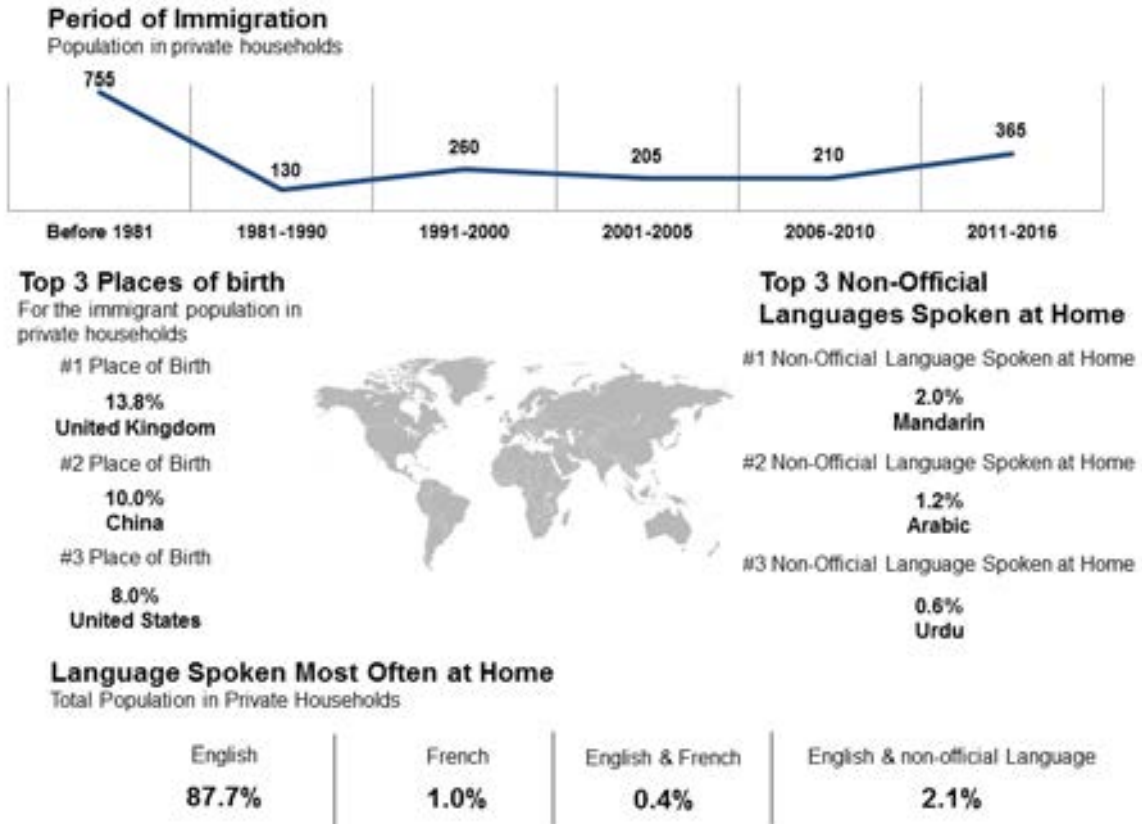 Period of Immigration
Population in private households
755
130
260
205
210
365
Before 1981
1981-1990
1991-2000
2001-2005
2006-2010
2011-2016
Top 3 Places of birth
For the immigrant population in
private households
#1 Place of Birth
13.8%
United Kingdom
#2 Place of Birth
10.0%
China
#3 Place of Birth
8.0%
United States
Top 3 Non-Official
Languages Spoken at Home
#1 Non-Official Language Spoken at Home
2.0%
Mandarin
#2 Non-Official Language Spoken at Home
1.2%
Arabic
#3 Non-Official Language Spoken at Home
0.6%
Urdu
Language Spoken Most Often at Home
Total Population in Private Households
English
87.7%
French
1.0%
English & French
0.4%
English & non-official Language
2.1%